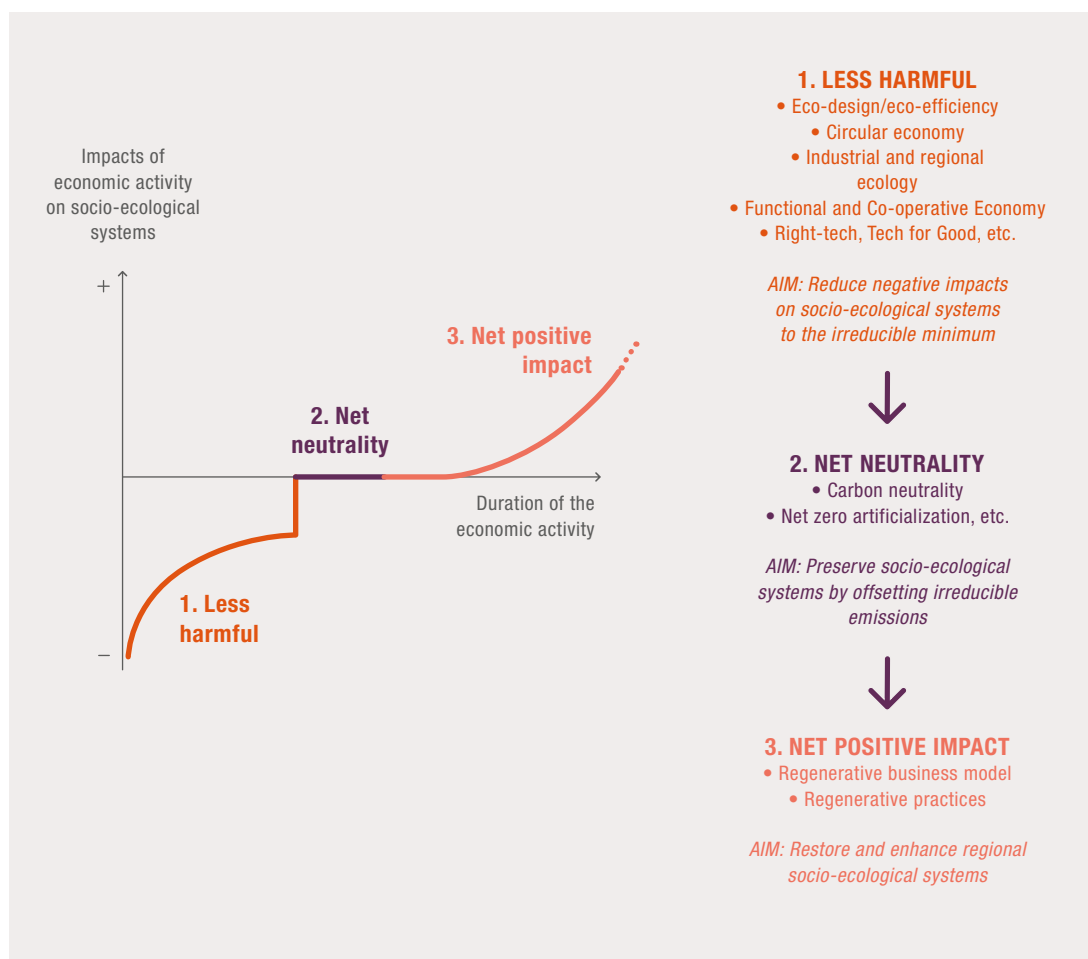 Impacts of
economic activity
on socio-ecological
systems
+
3. Net positive
impact
2. Net
neutrality
Duration of the
economic activity
1. Less
harmful
–
1. LESS HARMFUL
• Eco-design/eco-efficiency
• Circular economy
• Industrial and regional
ecology
• Functional and Co-operative Economy
• Right-tech, Tech for Good, etc.
AIM: Reduce negative impacts
on socio-ecological systems
to the irreducible minimum
2. NET NEUTRALITY
• Carbon neutrality
• Net zero artificialization, etc.
AIM: Preserve socio-ecological
systems by offsetting irreducible
emissions
3. NET POSITIVE IMPACT
• Regenerative business model
• Regenerative practices
AIM: Restore and enhance regional
socio-ecological systems